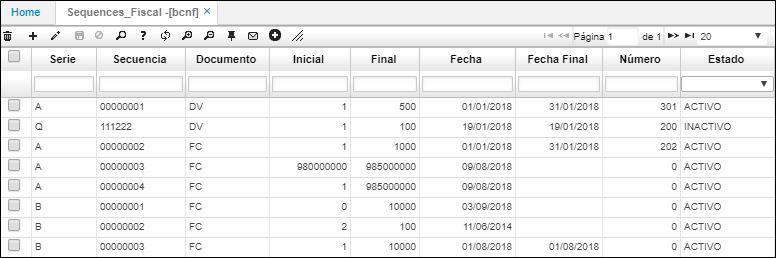 Home Sequences_Fiscal -[bcnf] ✕
Página 1 de 1 20
Serie Secuencia Documento Inicial Final Fecha Fecha Final Número Estado
A 00000001 DV 1 500 01/01/2018 31/01/2018 301 ACTIVO
Q 111222 DV 1 100 19/01/2018 19/01/2018 200 INACTIVO
A 00000002 FC 1 1000 01/01/2018 31/01/2018 202 ACTIVO
A 00000003 FC 980000000 985000000 09/08/2018 0 ACTIVO
A 00000004 FC 1 985000000 09/08/2018 0 ACTIVO
B 00000001 FC 0 10000 03/09/2018 0 ACTIVO
B 00000002 FC 2 100 11/06/2014 0 ACTIVO
B 00000003 FC 1 10000 01/08/2018 01/08/2018 0 ACTIVO